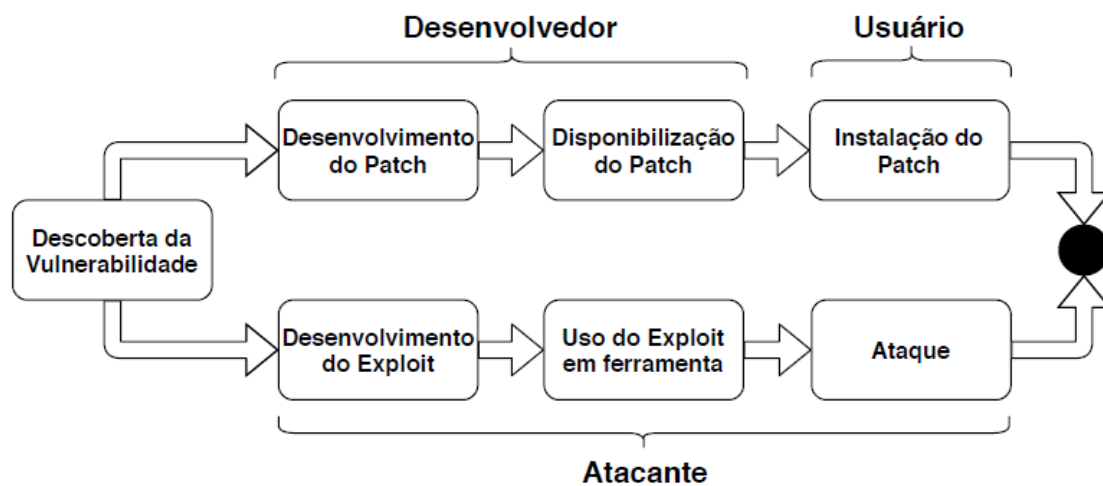 Desenvolvedor
Usuário
Desenvolvimento
do Patch
Disponibilização
do Patch
Instalação do
Patch
Descoberta da
Vulnerabilidade
Desenvolvimento
do Exploit
Uso do Exploit
em ferramenta
Ataque
Atacante